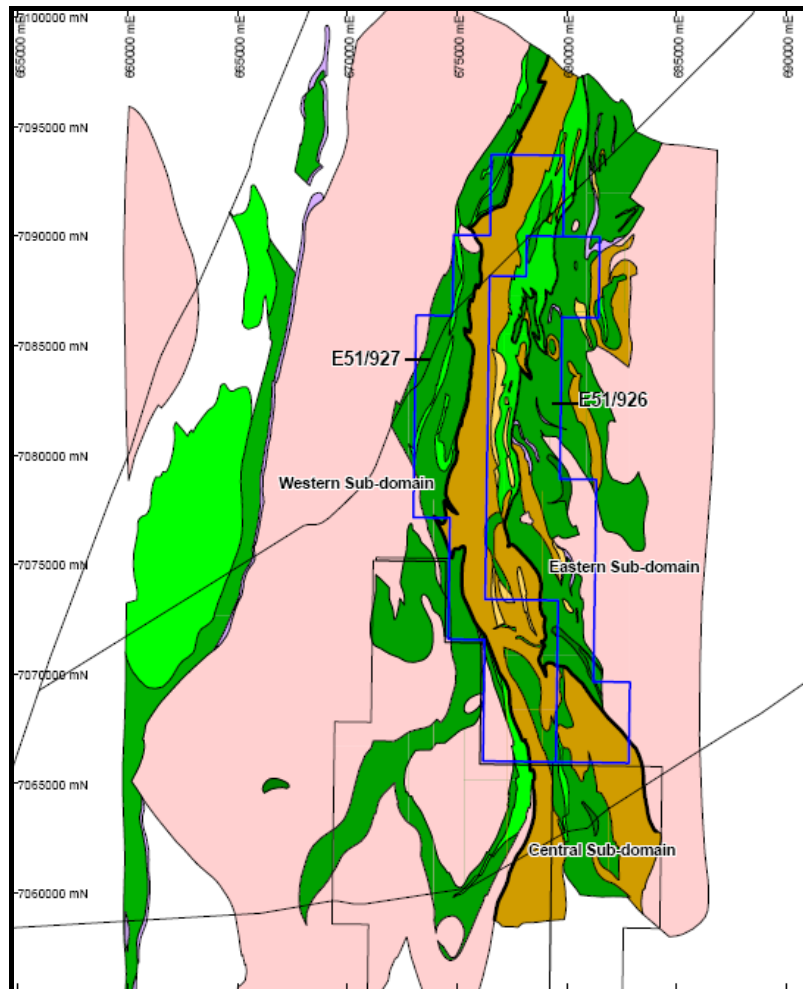 7100000 mN
655000 mE
660000 mE
665000 mE
670000 mE
675000 mE
680000 mE
685000 mE
690000 mE
7095000 mN
7090000 mN
7085000 mN
E51/927
E51/926
7080000 mN
Western Sub-domain
7075000 mN
Eastern Sub-domain
7070000 mN
7065000 mN
Central Sub-domain
7060000 mN